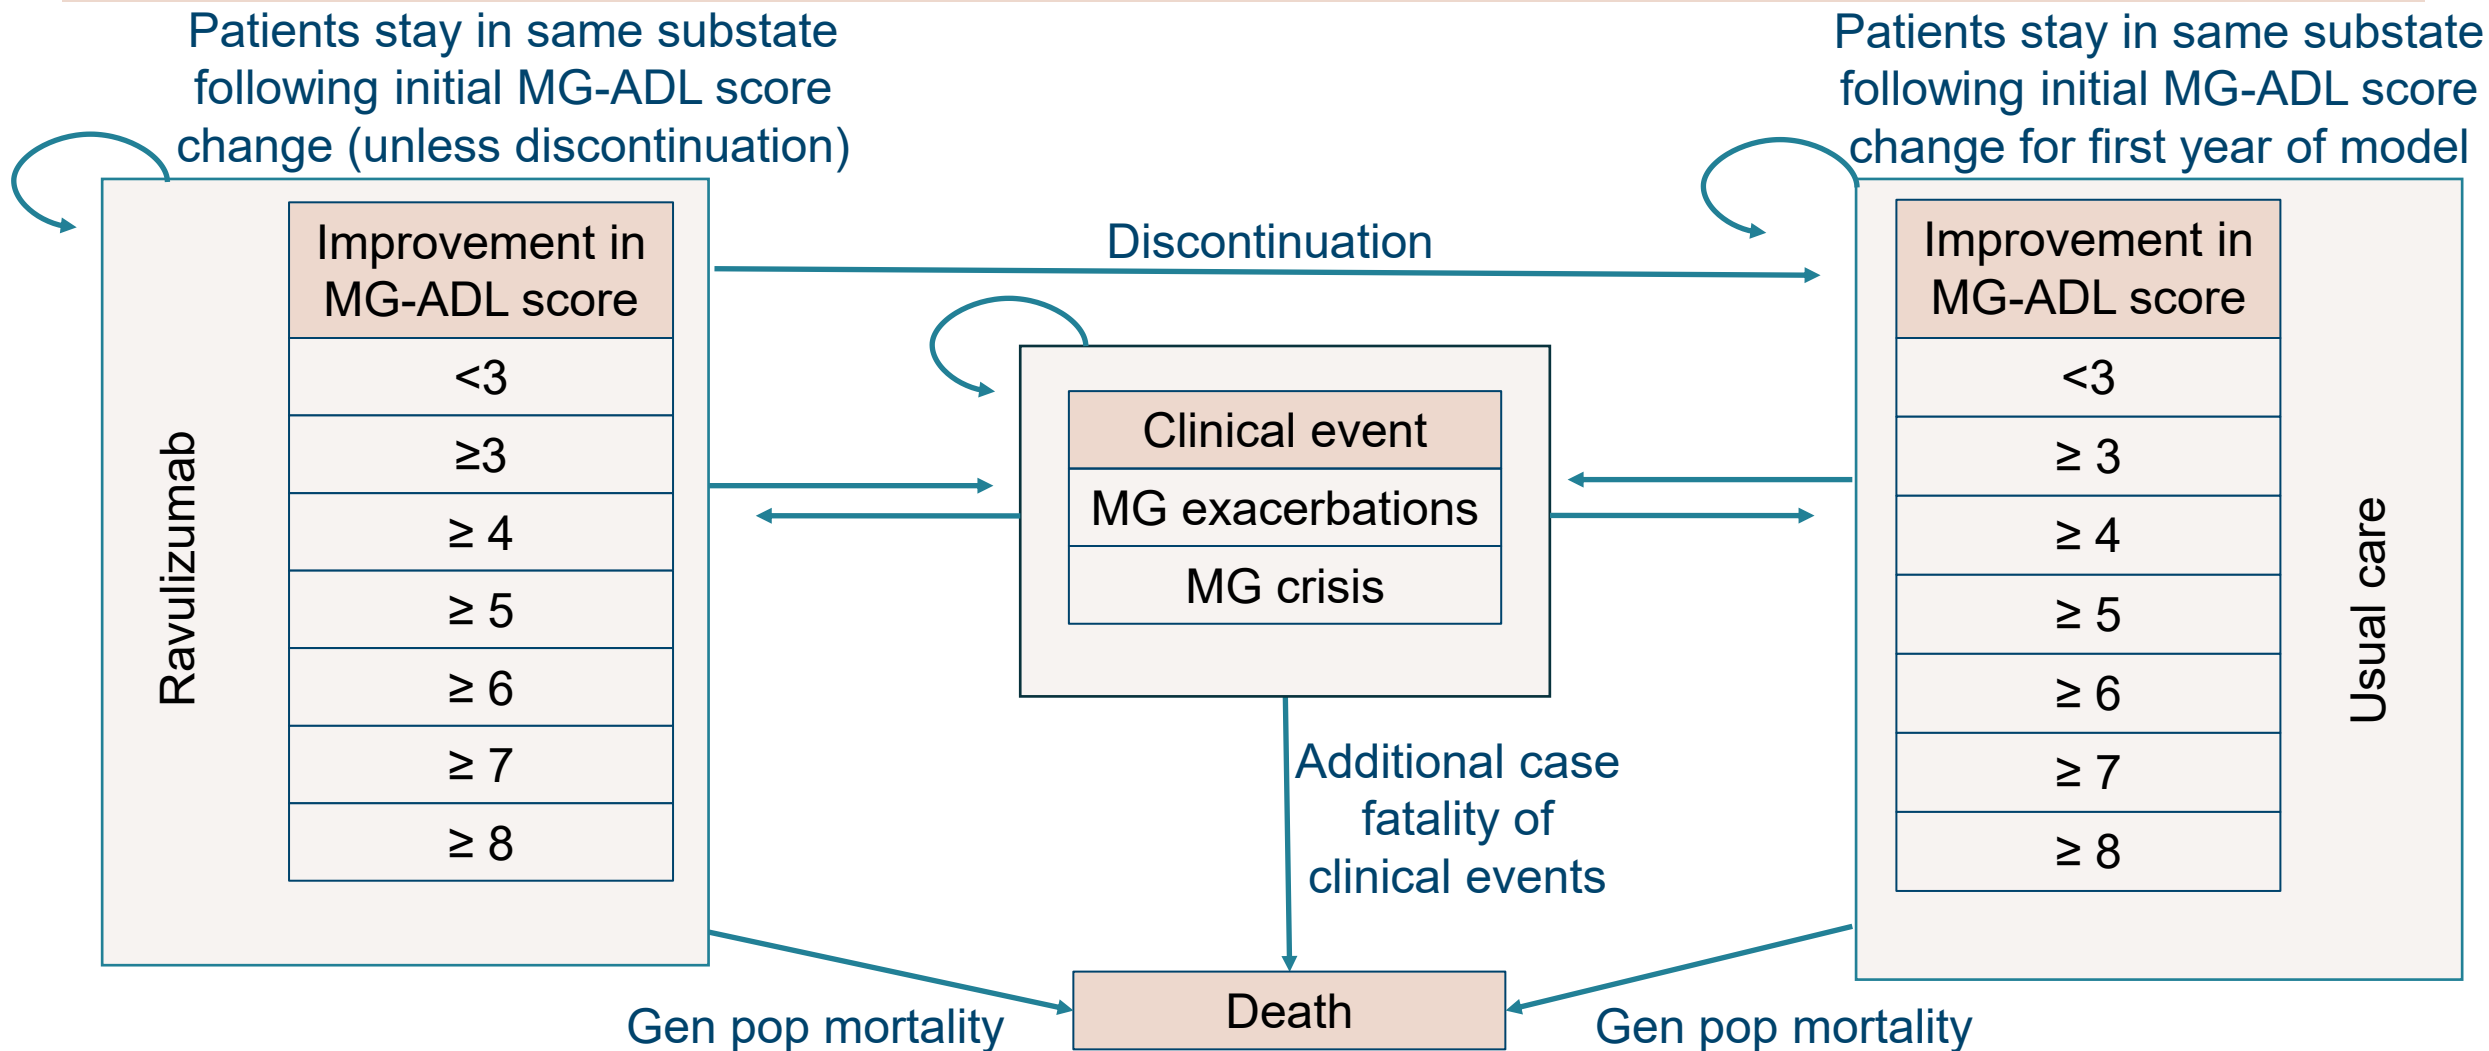 Patients stay in same substate
following initial MG-ADL score
change (unless discontinuation)
Patients stay in same substate
following initial MG-ADL score
change for first year of model
Ravulizumab
Improvement in
MG-ADL score
<3
≥3
≥ 4
≥ 5
≥ 6
≥ 7
≥ 8
Discontinuation
Clinical event
MG exacerbations
MG crisis
Additional case
fatality of
clinical events
Improvement in
MG-ADL score
<3
≥ 3
≥ 4
≥ 5
≥ 6
≥ 7
≥ 8
Usual care
Gen pop mortality
Death
Gen pop mortality